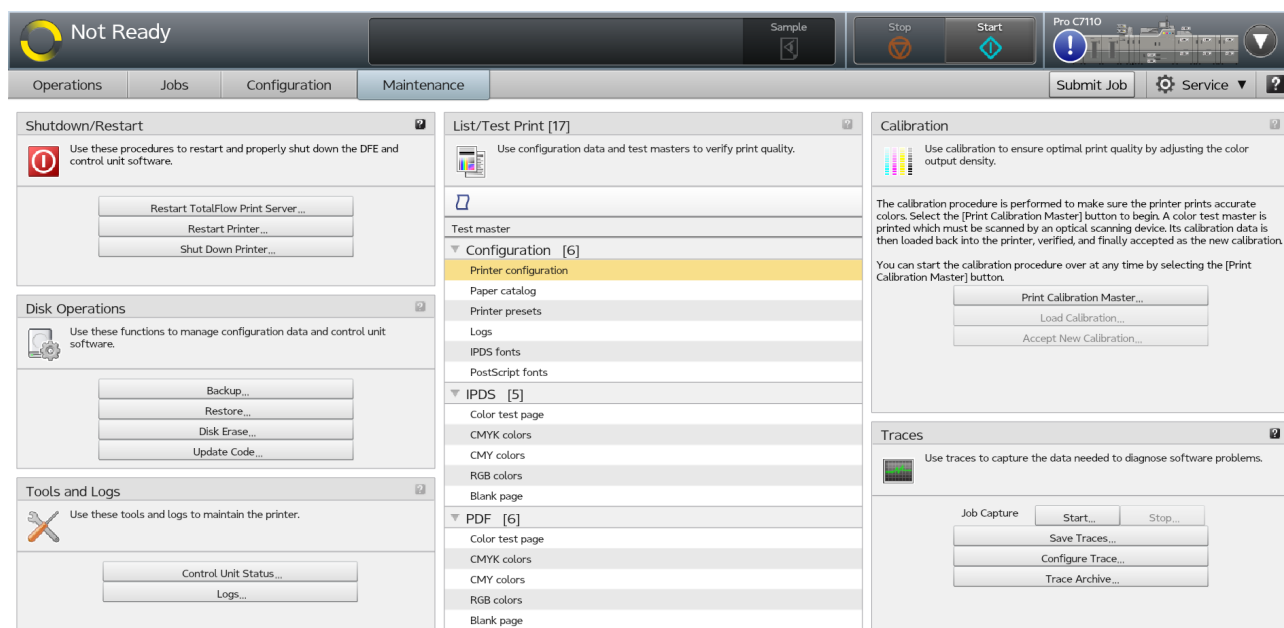 Not Ready
Sample
Stop
Start
Pro C7110
Operations
Jobs
Configuration
Maintenance
Submit Job
Service ▼
?
Shutdown/Restart
?
Use these procedures to restart and properly shut down the DFE and
control unit software.
Restart TotalFlow Print Server...
Restart Printer...
Shut Down Printer...
Disk Operations
?
Use these functions to manage configuration data and control unit
software.
Backup...
Restore...
Disk Erase...
Update Code...
Tools and Logs
?
Use these tools and logs to maintain the printer.
Control Unit Status...
Logs...
List/Test Print [17]
?
Use configuration data and test masters to verify print quality.
Test master
Configuration [6]
Printer configuration
Paper catalog
Printer presets
Logs
IPDS fonts
PostScript fonts
IPDS [5]
Color test page
CMYK colors
CMY colors
RGB colors
Blank page
PDF [6]
Color test page
CMYK colors
CMY colors
RGB colors
Blank page
Calibration
?
Use calibration to ensure optimal print quality by adjusting the color
output density.
The calibration procedure is performed to make sure the printer prints accurate
colors. Select the [Print Calibration Master] button to begin. A color test master is
printed which must be scanned by an optical scanning device. Its calibration data is
then loaded back into the printer, verified, and finally accepted as the new calibration.
You can start the calibration procedure over at any time by selecting the [Print
Calibration Master] button.
Print Calibration Master...
Load Calibration...
Accept New Calibration...
Traces
?
Use traces to capture the data needed to diagnose software problems.
Job Capture
Start...
Stop...
Save Traces...
Configure Trace...
Trace Archive...